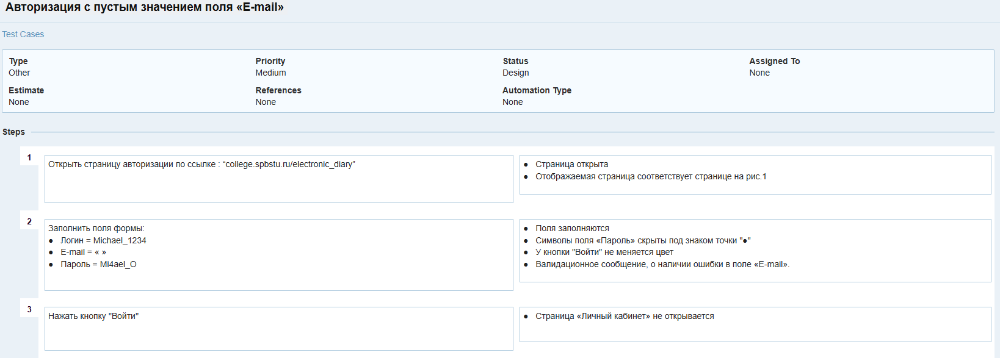 Авторизация с пустым значением поля «E-mail»
Test Cases
Type Priority Status Assigned To
Other Medium Design None
Estimate References Automation Type
None None None
Steps
1
Открыть страницу авторизации по ссылке : “college.spbstu.ru/electronic_diary”
● Страница открыта
● Отображаемая страница соответствует странице на рис.1
2
Заполнить поля формы:
● Логин = Michael_1234
● E-mail = « »
● Пароль = Mi4ael_O
● Поля заполняются
● Символы поля «Пароль» скрыты под знаком точки "●"
● У кнопки "Войти" не меняется цвет
● Валидационное сообщение, о наличии ошибки в поле «E-mail».
3
Нажать кнопку "Войти"
● Страница «Личный кабинет» не открывается